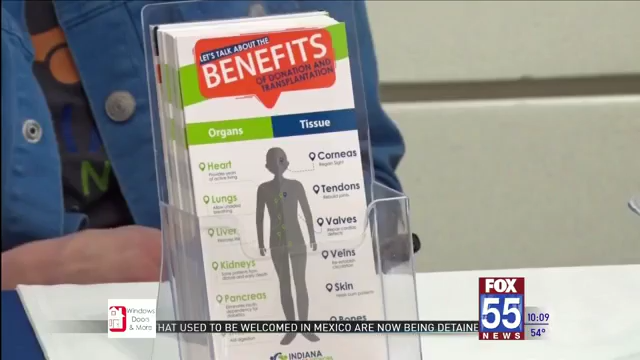 LET'S TALK ABOUT THE
BENEFITS
OF DONATION AND
TRANSPLANTATION
Organs
Tissue
Heart
Corneas
Lungs
Tendons
Liver
Valves
Kidneys
Veins
Pancreas
Skin
Bones
INDIANA
Windows
Door
& More
FOX
55
NEWS
10:09
54°
HAT USED TO BE WELCOMED IN MEXICO ARE NOW BEING DETAINE